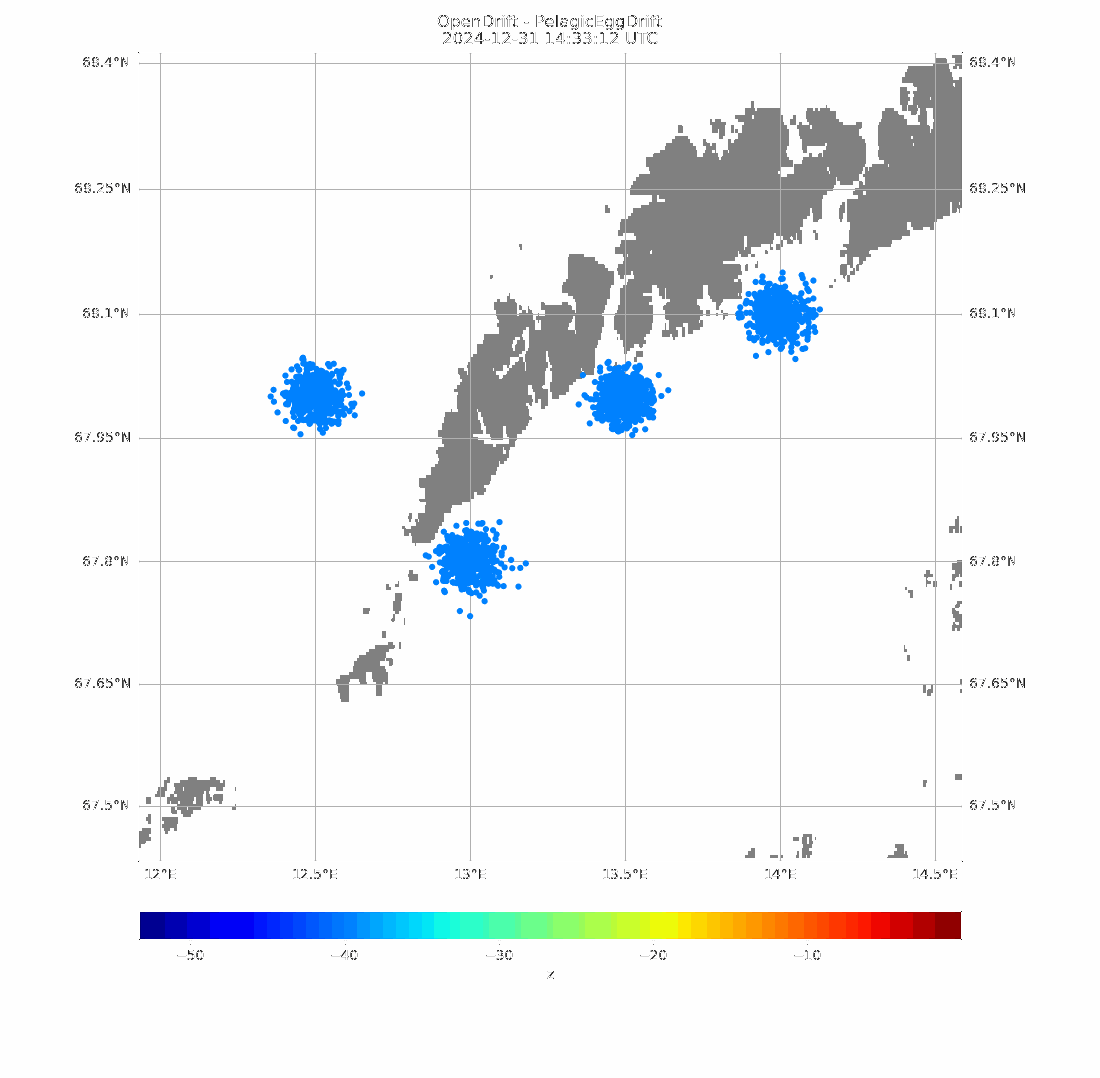 OpenDrift - PelagicEggDrift
2024-12-31 14:33:12 UTC
68.4°N 68.4°N
68.25°N 68.25°N
68.1°N 68.1°N
67.95°N 67.95°N
67.8°N 67.8°N
67.65°N 67.65°N
67.5°N 67.5°N
12°E 12.5°E 13°E 13.5°E 14°E 14.5°E
−50 −40 −30 −20 −10
z